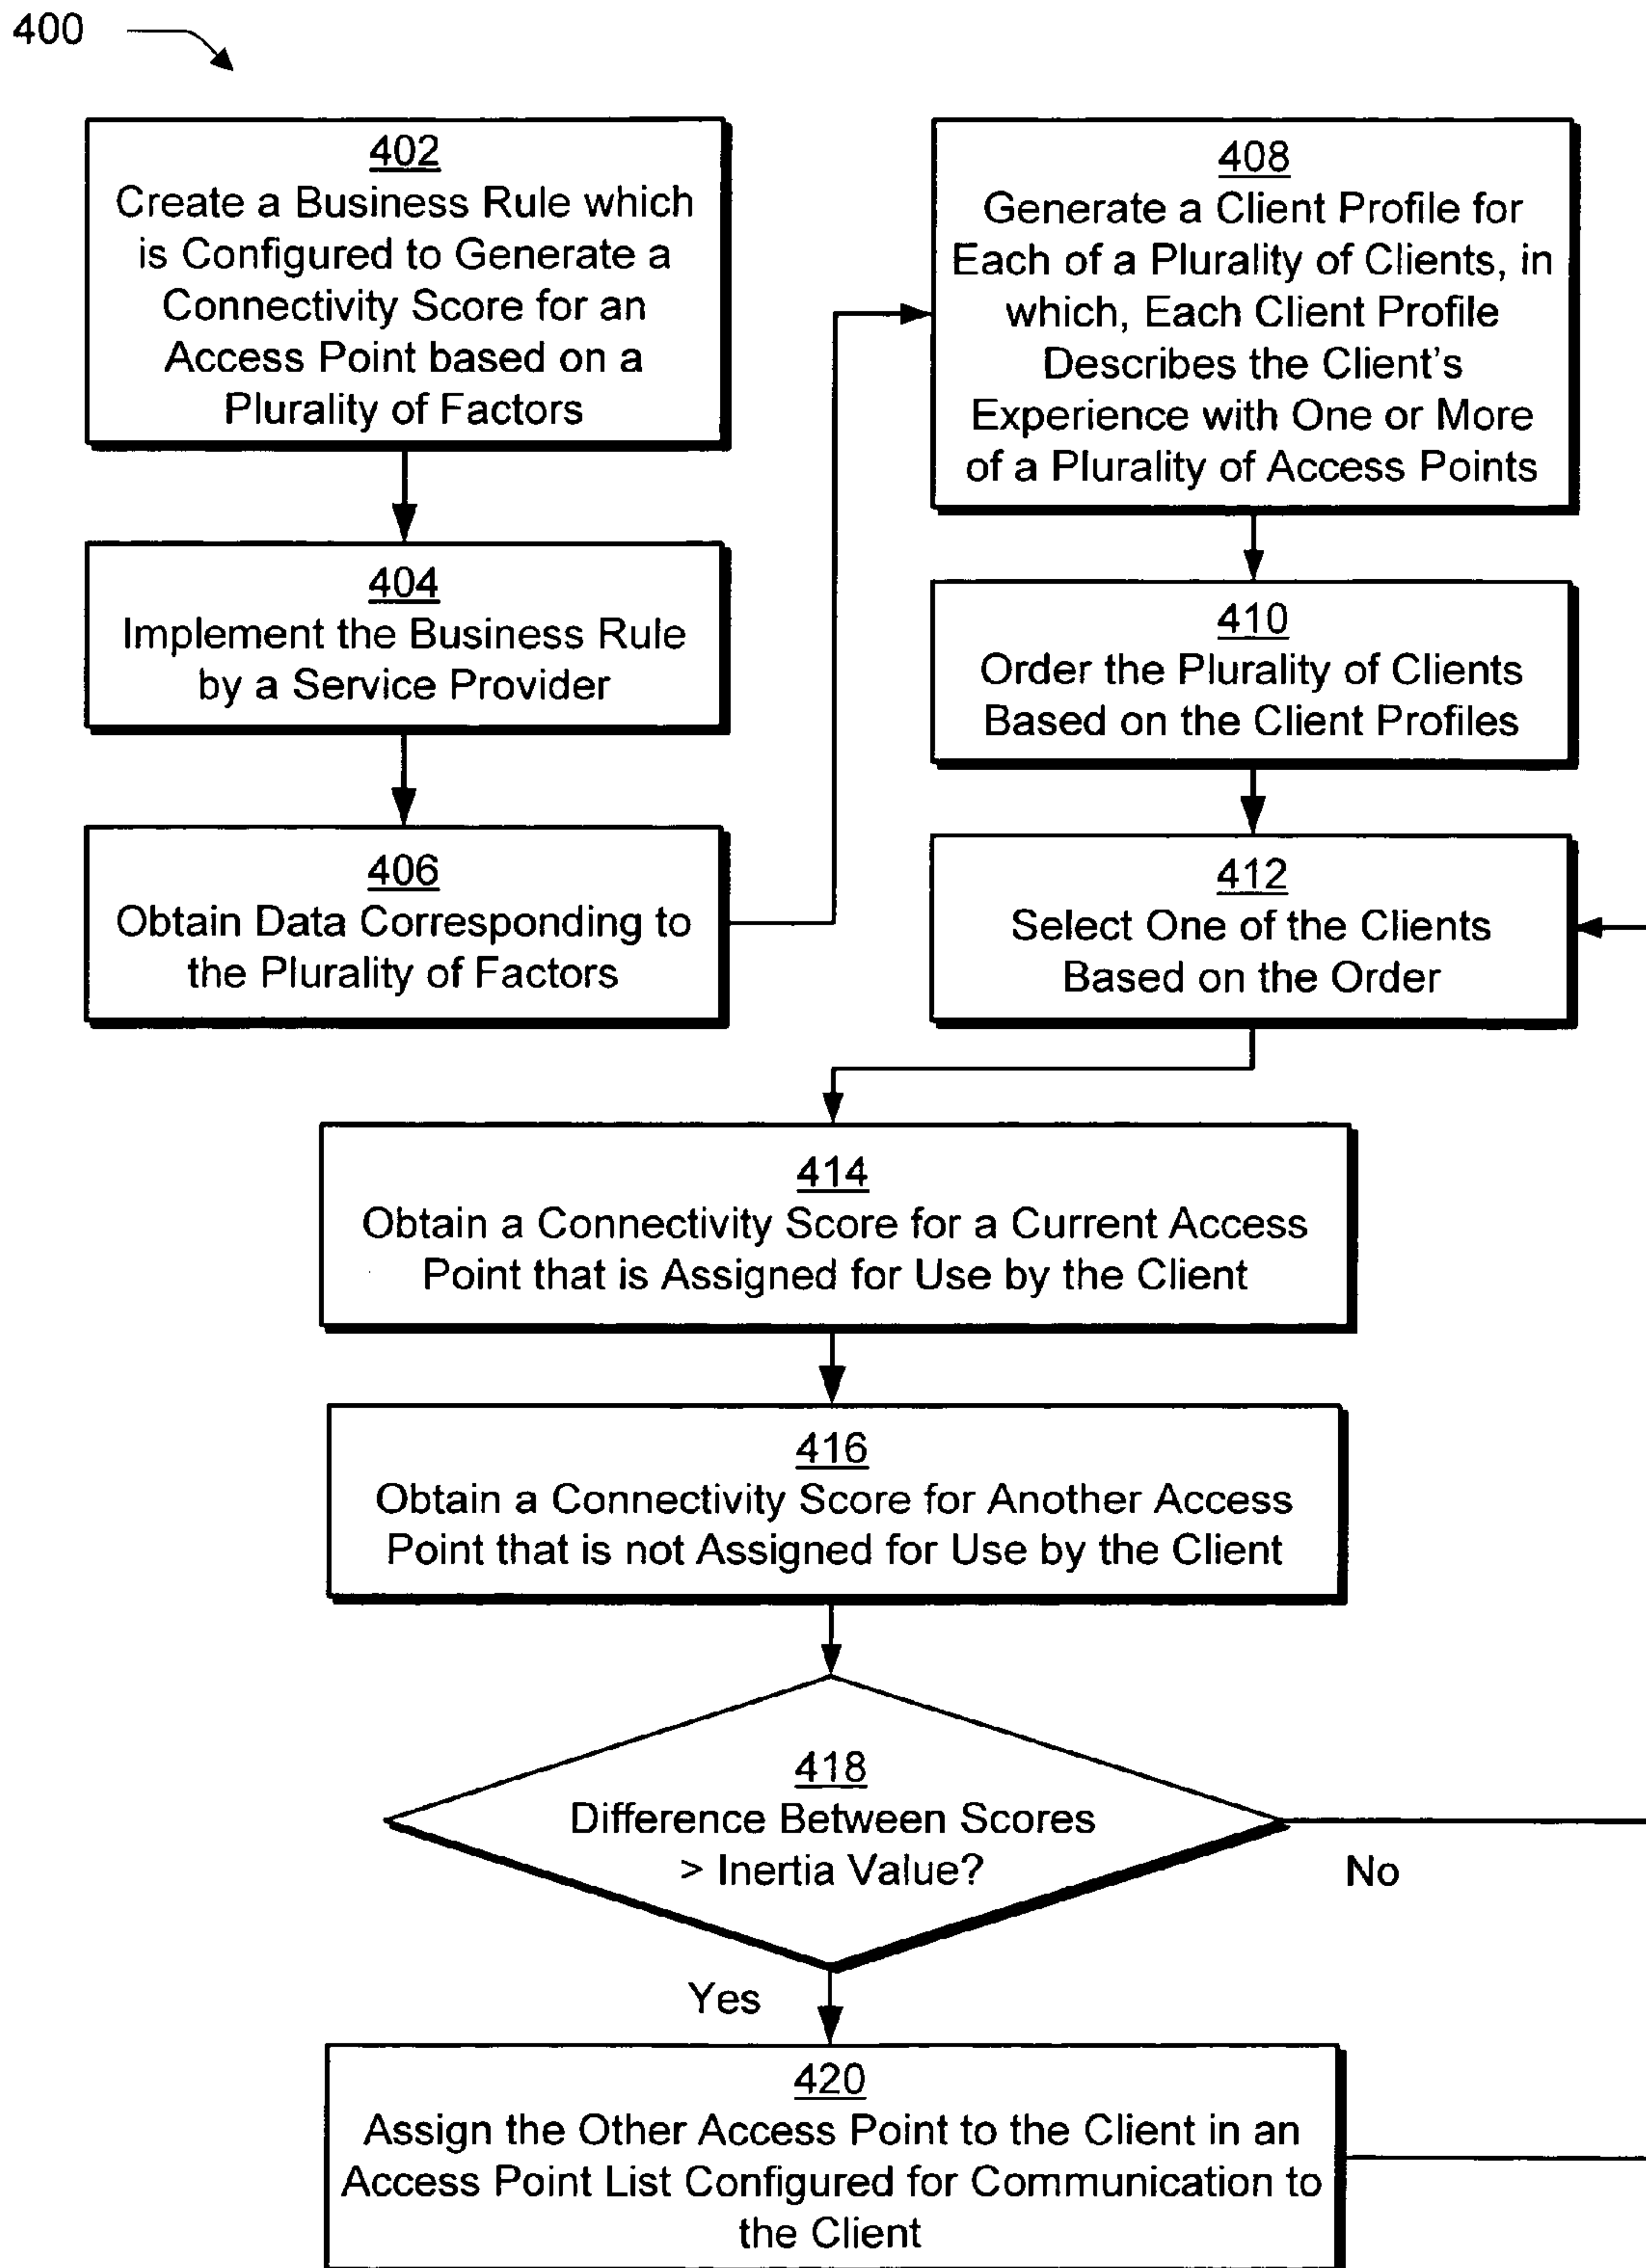 400
402
Create a Business Rule which
is Configured to Generate a
Connectivity Score for an
Access Point based on a
Plurality of Factors
404
Implement the Business Rule
by a Service Provider
406
Obtain Data Corresponding to
the Plurality of Factors
408
Generate a Client Profile for
Each of a Plurality of Clients, in
which, Each Client Profile
Describes the Client's
Experience with One or More
of a Plurality of Access Points
410
Order the Plurality of Clients
Based on the Client Profiles
412
Select One of the Clients
Based on the Order
414
Obtain a Connectivity Score for a Current Access
Point that is Assigned for Use by the Client
416
Obtain a Connectivity Score for Another Access
Point that is not Assigned for Use by the Client
418
Difference Between Scores
> Inertia Value?
No
Yes
420
Assign the Other Access Point to the Client in an
Access Point List Configured for Communication to
the Client